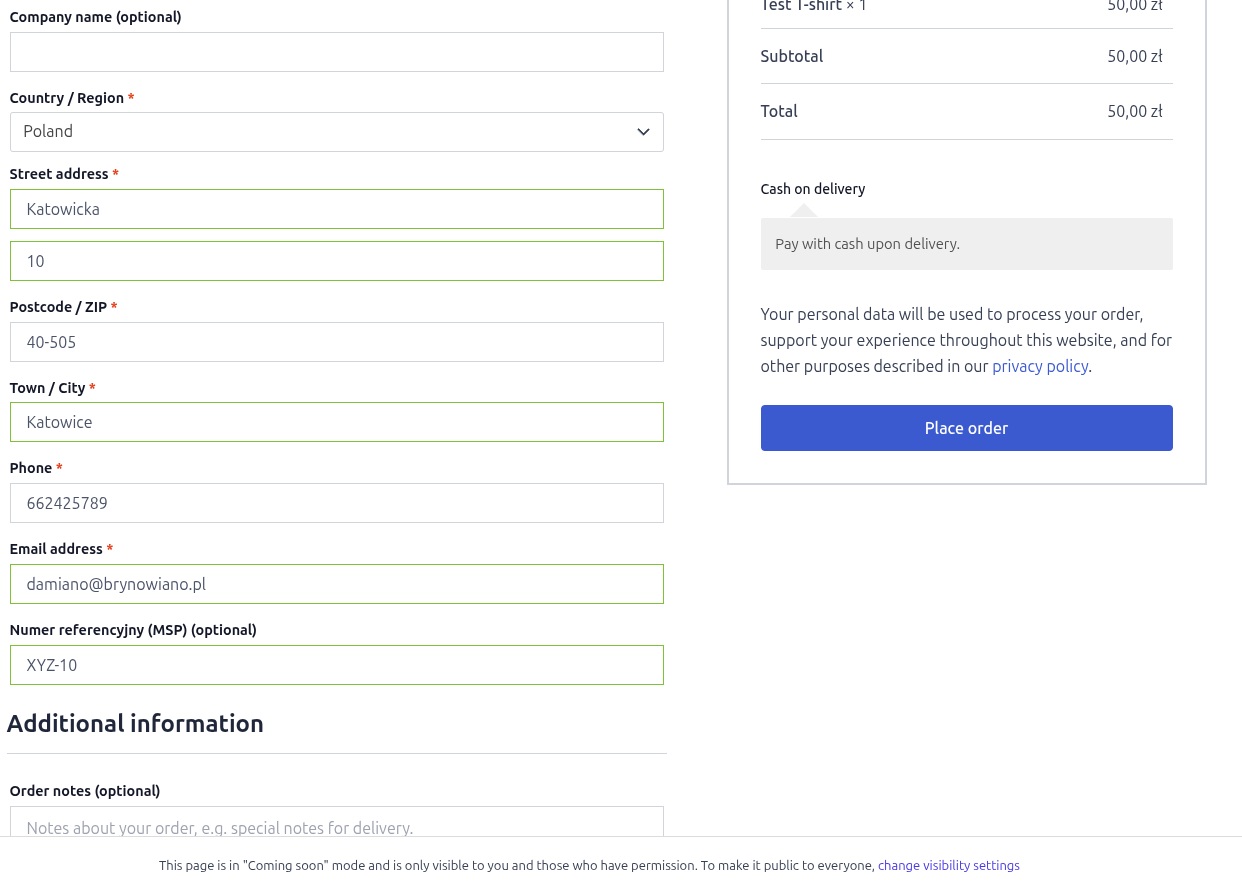 Company name (optional)
Country / Region *
Poland
Street address *
Katowicka
10
Postcode / ZIP *
40-505
Town / City *
Katowice
Phone *
662425789
Email address *
damiano@brynowiano.pl
Numer referencyjny (MSP) (optional)
XYZ-10
Additional information
Order notes (optional)
Notes about your order, e.g. special notes for delivery.
Test T-shirt × 1 50,00 zł
Subtotal 50,00 zł
Total 50,00 zł
Cash on delivery
Pay with cash upon delivery.
Your personal data will be used to process your order,
support your experience throughout this website, and for
other purposes described in our privacy policy.
Place order
This page is in "Coming soon" mode and is only visible to you and those who have permission. To make it public to everyone, change visibility settings